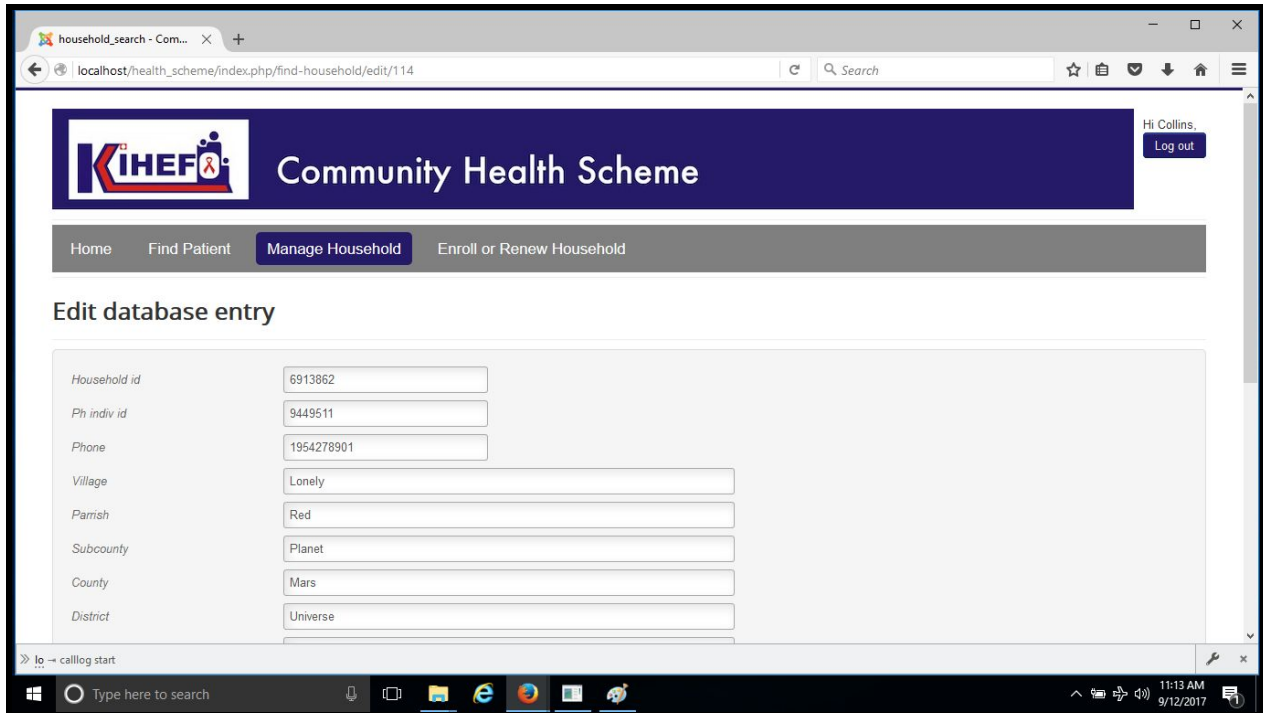 household_search - Com...
localhost/health_scheme/index.php/find-household/edit/114
Search
Hi Collins,
Log out
KIHEFO
Community Health Scheme
Home Find Patient Manage Household Enroll or Renew Household
Edit database entry
Household id 6913862
Ph indiv id 9449511
Phone 1954278901
Village Lonely
Parrish Red
Subcounty Planet
County Mars
District Universe
» lo → calllog start
Type here to search
11:13 AM
9/12/2017
1